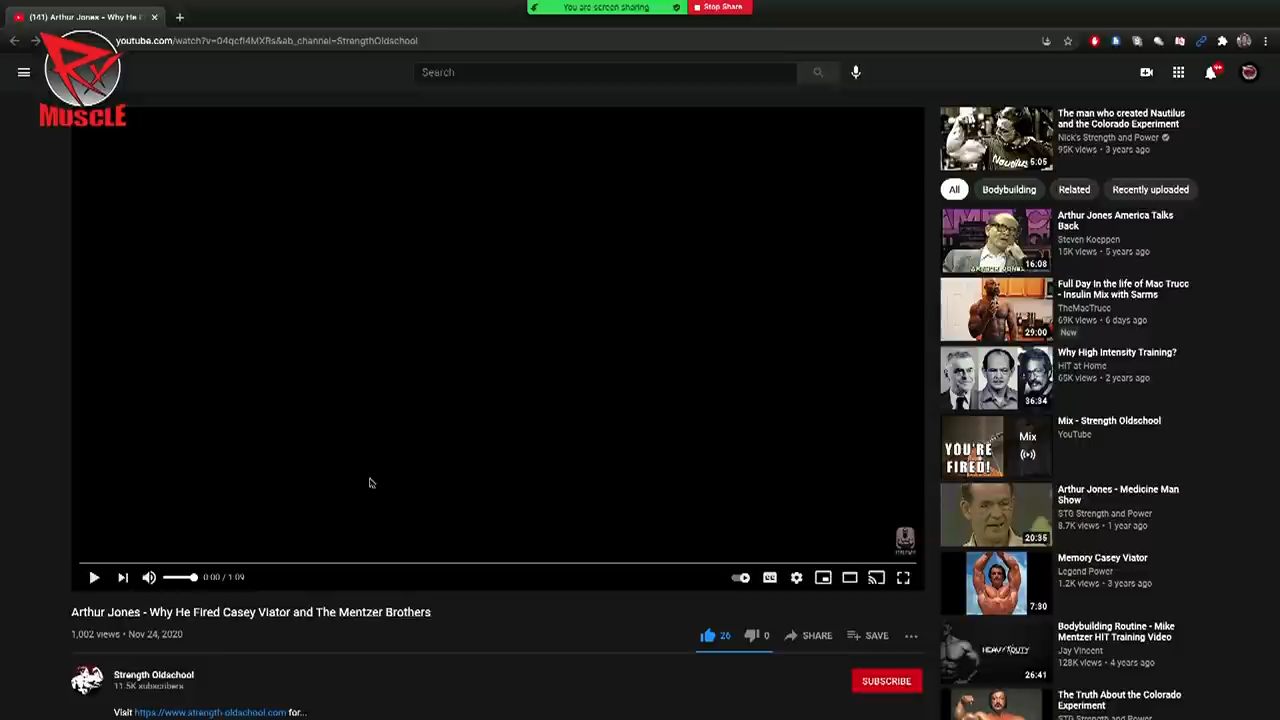 You are screen sharing
Stop Share
(141) Arthur Jones - Why He F
youtube.com/watch?v=04qcfI4MXRs&ab_channel=StrengthOldschool
RX
MUSCLE
Search
The man who created Nautilus
and the Colorado Experiment
Nick's Strength and Power
95K views • 3 years ago
5:05
All
Bodybuilding
Related
Recently uploaded
Arthur Jones America Talks
Back
Steven Koeppen
15K views • 5 years ago
16:08
Full Day In the life of Mac Trucc
- Insulin Mix with Sarms
TheMacTrucc
69K views • 6 days ago
New
29:00
Why High Intensity Training?
HIT at Home
65K views • 2 years ago
36:34
Mix - Strength Oldschool
YouTube
Mix
YOU'RE
FIRED!
Arthur Jones - Medicine Man
Show
STG Strength and Power
8.7K views • 1 year ago
20:35
Memory Casey Viator
Legend Power
1.2K views • 3 years ago
7:30
Bodybuilding Routine - Mike
Mentzer HIT Training Video
Jay Vincent
128K views • 4 years ago
HEAVY DUTY
26:41
The Truth About the Colorado
Experiment
STG Strength and Power
0:00 / 1:09
Arthur Jones - Why He Fired Casey Viator and The Mentzer Brothers
1,002 views • Nov 24, 2020
26
0
SHARE
SAVE
Strength Oldschool
11.5K subscribers
SUBSCRIBE
Visit https://www.strength-oldschool.com for...